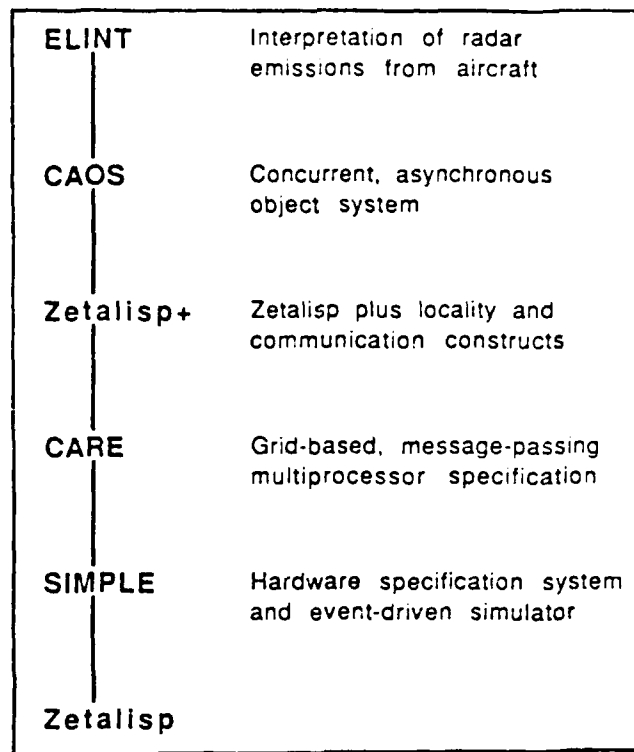 ELINT Interpretation of radar
emissions from aircraft
CAOS Concurrent, asynchronous
object system
Zetalisp+ Zetalisp plus locality and
communication constructs
CARE Grid-based, message-passing
multiprocessor specification
SIMPLE Hardware specification system
and event-driven simulator
Zetalisp